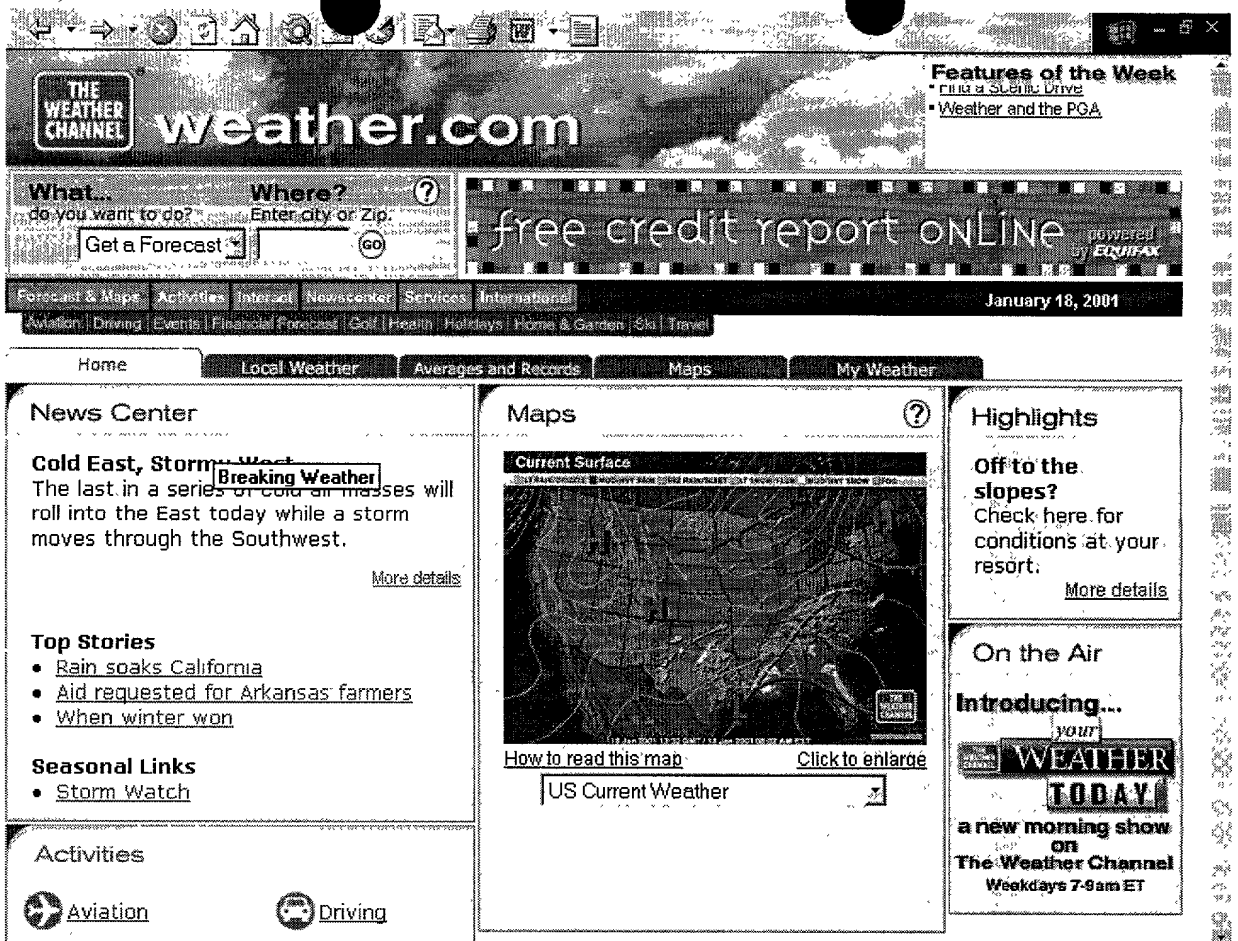 THE
WEATHER
CHANNEL
weather.com
Features of the Week
Find a Scenic Drive
Weather and the PGA
What...
do you want to do?
Where?
Enter city or Zip.
?
Get a Forecast
GO
free credit report onLine
powered
by EQUIFAX
Forecast & Maps Activities Interact Newscenter Services International
January 18, 2001
Aviation | Driving | Events | Financial Forecast | Golf | Health | Holidays | Home & Garden | Ski | Travel
Home Local Weather Averages and Records Maps My Weather
News Center
Cold East, Stormy West
Breaking Weather
The last in a series of cold air masses will
roll into the East today while a storm
moves through the Southwest.
More details
Top Stories
• Rain soaks California
• Aid requested for Arkansas farmers
• When winter won
Seasonal Links
• Storm Watch
Activities
Aviation
Driving
Maps
?
Current Surface
THE
WEATHER
CHANNEL
How to read this map
Click to enlarge
US Current Weather
Highlights
Off to the
slopes?
Check here for
conditions at your
resort.
More details
On the Air
Introducing...
your
WEATHER
TODAY
a new morning show
on
The Weather Channel
Weekdays 7-9am ET